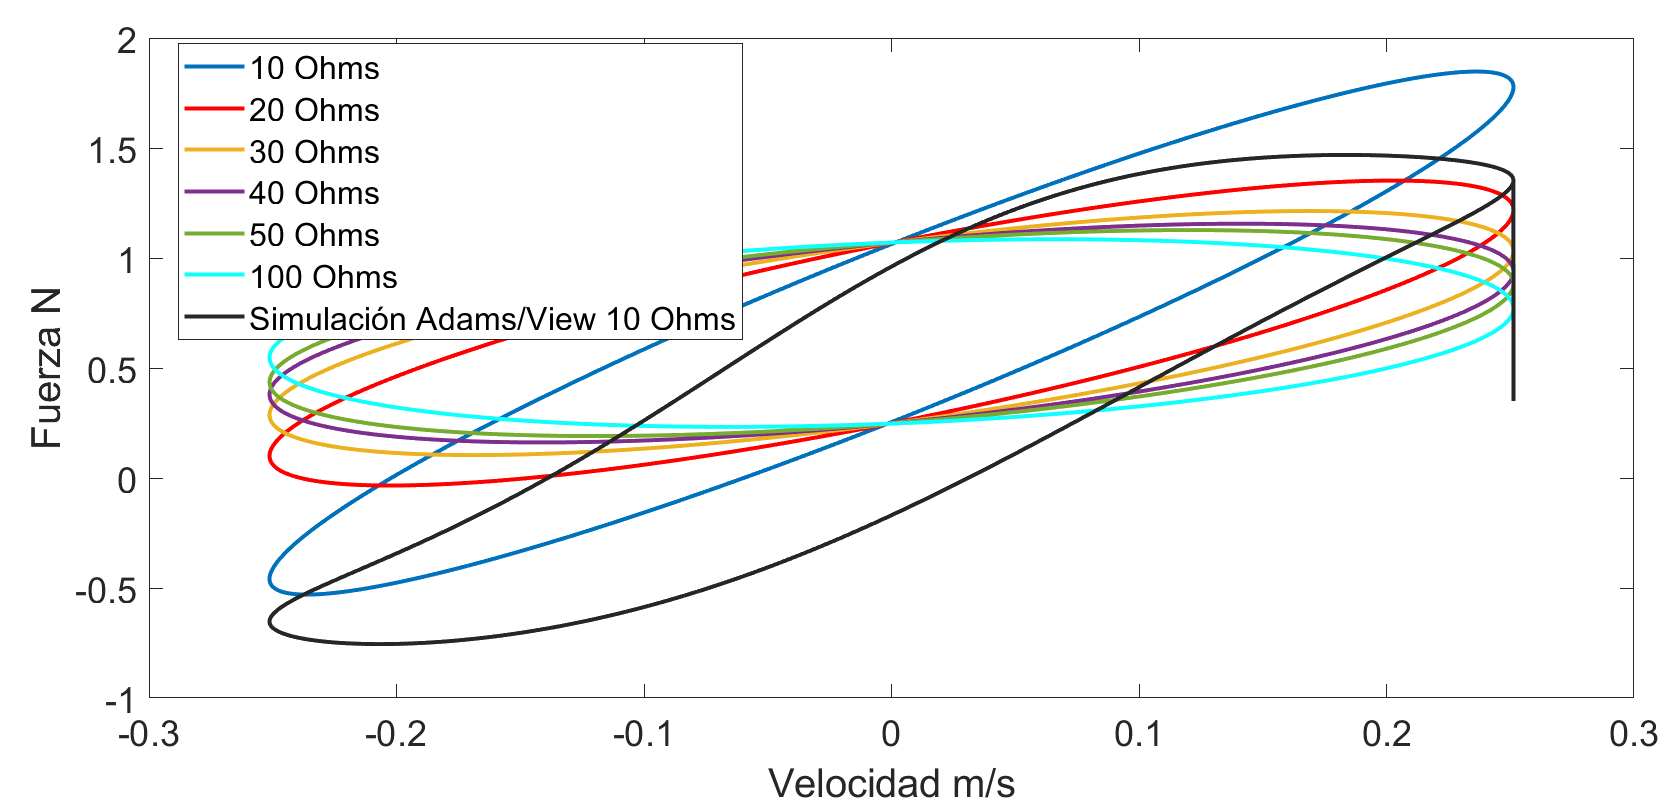 2
1.5
1
0.5
0
-0.5
-1
Fuerza N
10 Ohms
20 Ohms
30 Ohms
40 Ohms
50 Ohms
100 Ohms
Simulación Adams/View 10 Ohms
-0.3 -0.2 -0.1 0 0.1 0.2 0.3
Velocidad m/s